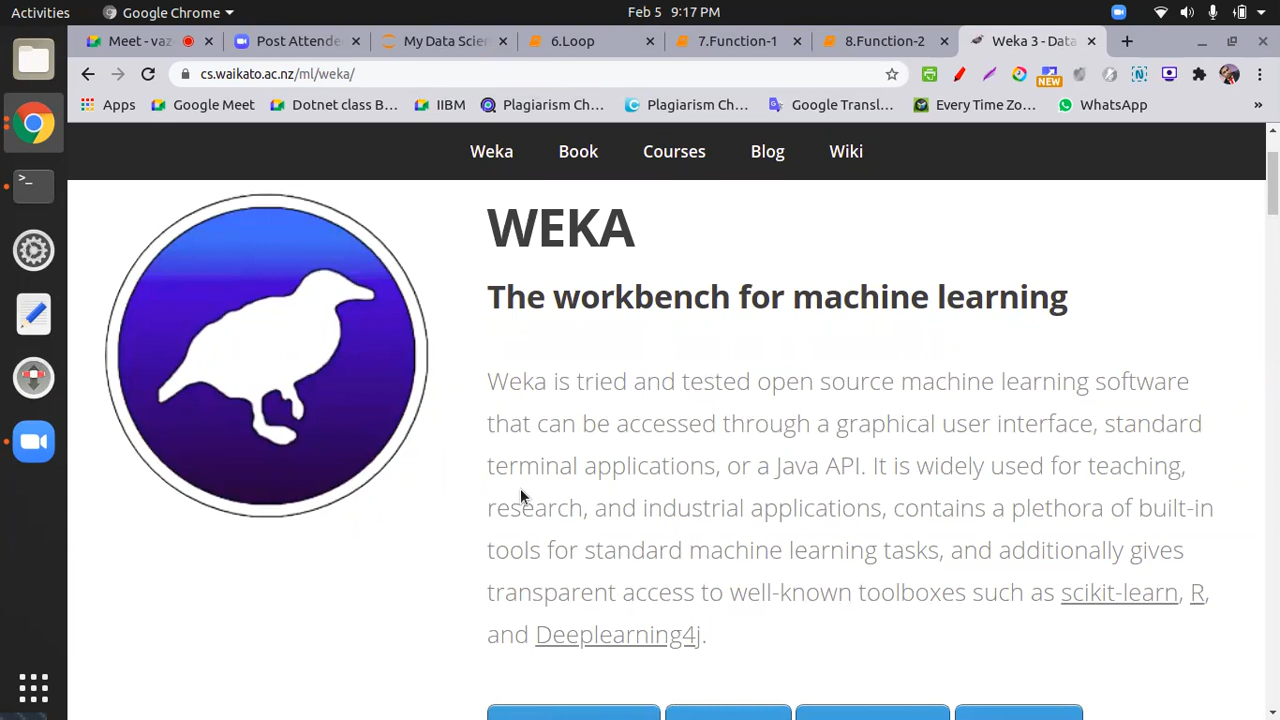 Activities Google Chrome Feb 5 9:17 PM
Meet - vaz- Post Attende My Data Scien 6.Loop 7.Function-1 8.Function-2 Weka 3 - Data
cs.waikato.ac.nz/ml/weka/
NEW
Apps Google Meet Dotnet class B... IIBM Plagiarism Ch... Plagiarism Ch... Google Transl... Every Time Zo... WhatsApp »
Weka Book Courses Blog Wiki
WEKA
The workbench for machine learning
Weka is tried and tested open source machine learning software
that can be accessed through a graphical user interface, standard
terminal applications, or a Java API. It is widely used for teaching,
research, and industrial applications, contains a plethora of built-in
tools for standard machine learning tasks, and additionally gives
transparent access to well-known toolboxes such as scikit-learn, R,
and Deeplearning4j.